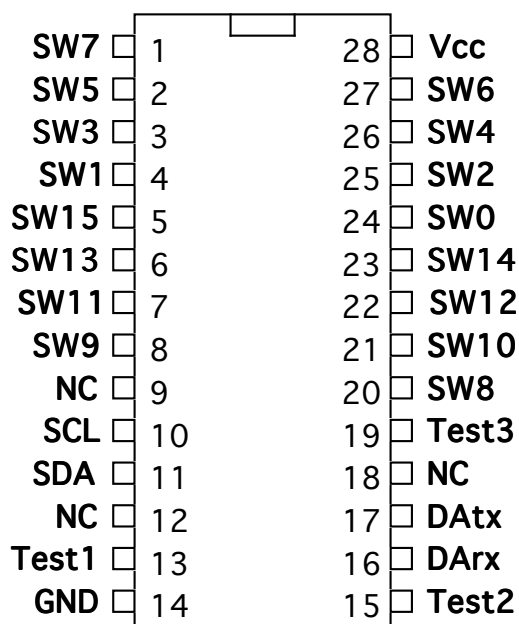 SW7 1 28 Vcc
SW5 2 27 SW6
SW3 3 26 SW4
SW1 4 25 SW2
SW15 5 24 SW0
SW13 6 23 SW14
SW11 7 22 SW12
SW9 8 21 SW10
NC 9 20 SW8
SCL 10 19 Test3
SDA 11 18 NC
NC 12 17 DAtx
Test1 13 16 DArx
GND 14 15 Test2